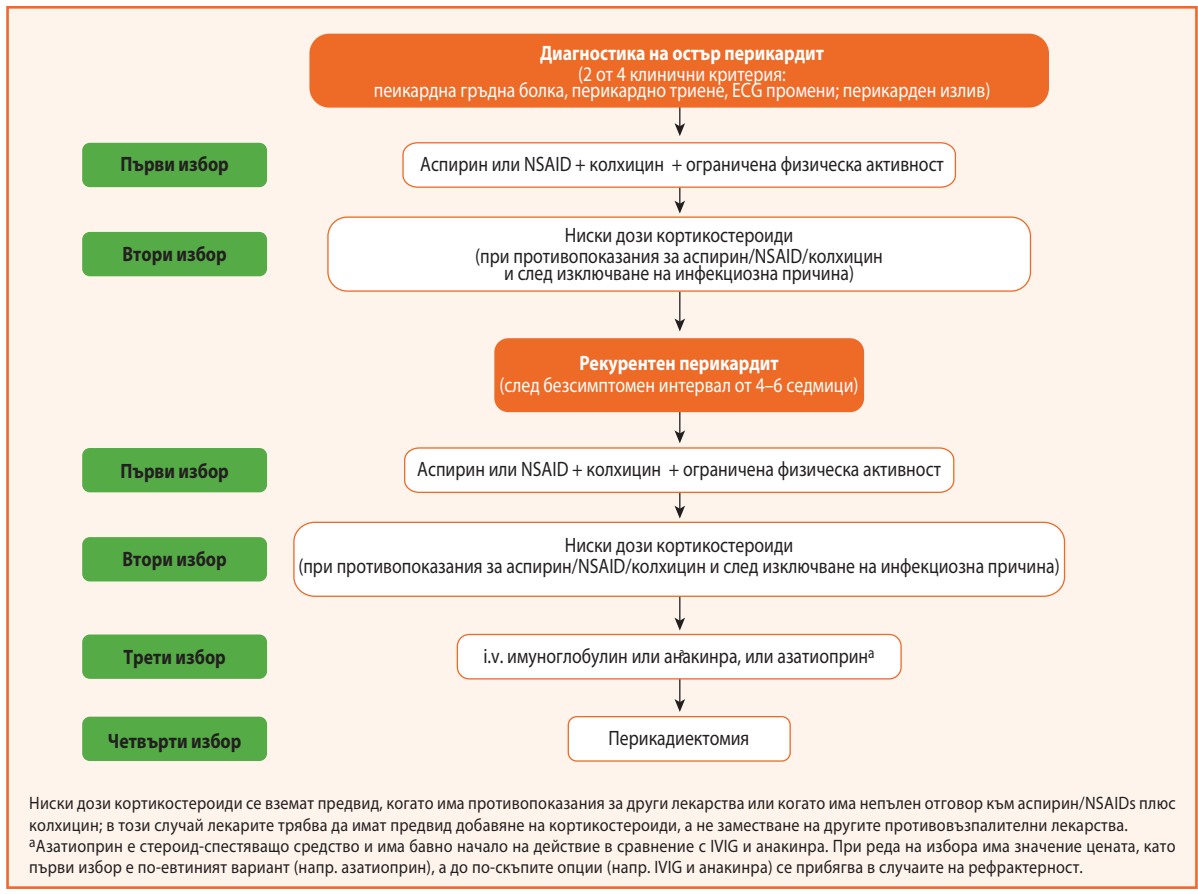 Диагностика на остър перикардит
(2 от 4 клинични критерия:
пеикардна гръдна болка, перикардно триене, ECG промени; перикарден излив)
Първи избор
Аспирин или NSAID + колхицин + ограничена физическа активност
Втори избор
Ниски дози кортикостероиди
(при противопоказания за аспирин/NSAID/колхицин
и след изключване на инфекциозна причина)
Рекурентен перикардит
(след безсимптомен интервал от 4–6 седмици)
Първи избор
Аспирин или NSAID + колхицин + ограничена физическа активност
Втори избор
Ниски дози кортикостероиди
(при противопоказания за аспирин/NSAID/колхицин и след изключване на инфекциозна причина)
Трети избор
i.v. имуноглобулин или анакинра, или азатиопринᵃ
Четвърти избор
Перикадиектомия
Ниски дози кортикостероиди се вземат предвид, когато има противопоказания за други лекарства или когато има непълен отговор към аспирин/NSAIDs плюс
колхицин; в този случай лекарите трябва да имат предвид добавяне на кортикостероиди, а не заместване на другите противовъзпалителни лекарства.
ᵃАзатиоприн е стероид-спестяващо средство и има бавно начало на действие в сравнение с IVIG и анакинра. При реда на избора има значение цената, като
първи избор е по-евтиният вариант (напр. азатиоприн), а до по-скъпите опции (напр. IVIG и анакинра) се прибягва в случаите на рефрактерност.